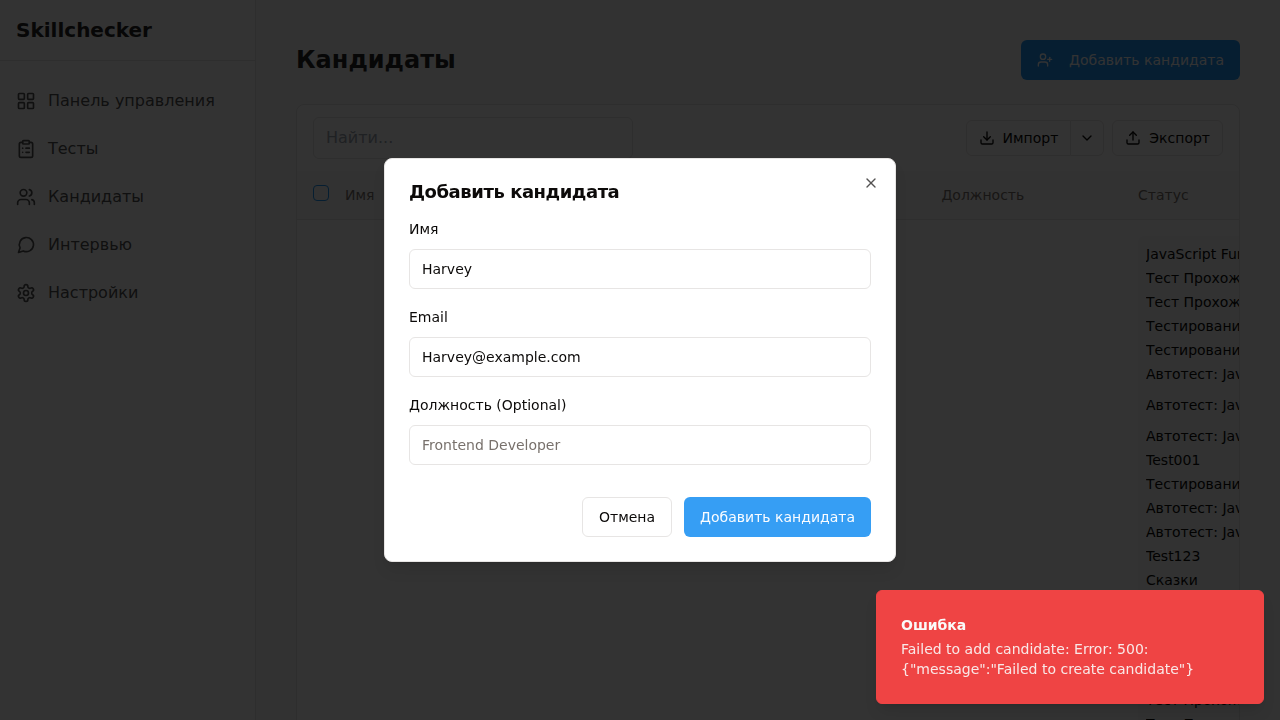 Skillchecker
Панель управления
Тесты
Кандидаты
Интервью
Настройки
Кандидаты
Добавить кандидата
Найти...
Импорт
Экспорт
Имя
Должность
Статус
JavaScript Fu
Тест Прохож
Тест Прохож
Тестировани
Тестировани
Автотест: Jav
Автотест: Jav
Автотест: Jav
Test001
Тестировани
Автотест: Jav
Автотест: Jav
Test123
Сказки
Добавить кандидата
Имя
Harvey
Email
Harvey@example.com
Должность (Optional)
Frontend Developer
Отмена
Добавить кандидата
Ошибка
Failed to add candidate: Error: 500:
{"message":"Failed to create candidate"}